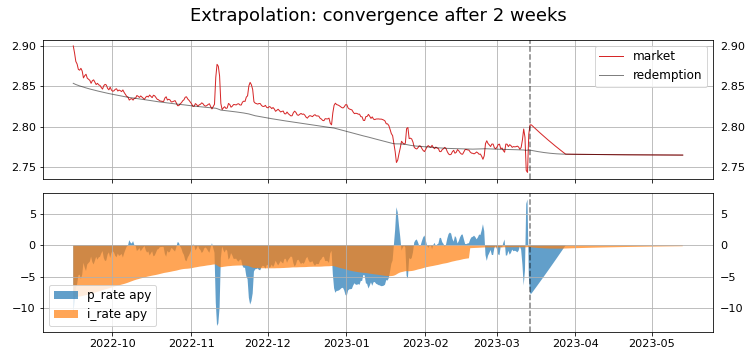 Extrapolation: convergence after 2 weeks
2.90 2.90
market
redemption
2.85 2.85
2.80 2.80
2.75 2.75
5 5
0 0
−5 −5
p_rate apy
i_rate apy
−10 −10
2022-10 2022-11 2022-12 2023-01 2023-02 2023-03 2023-04 2023-05